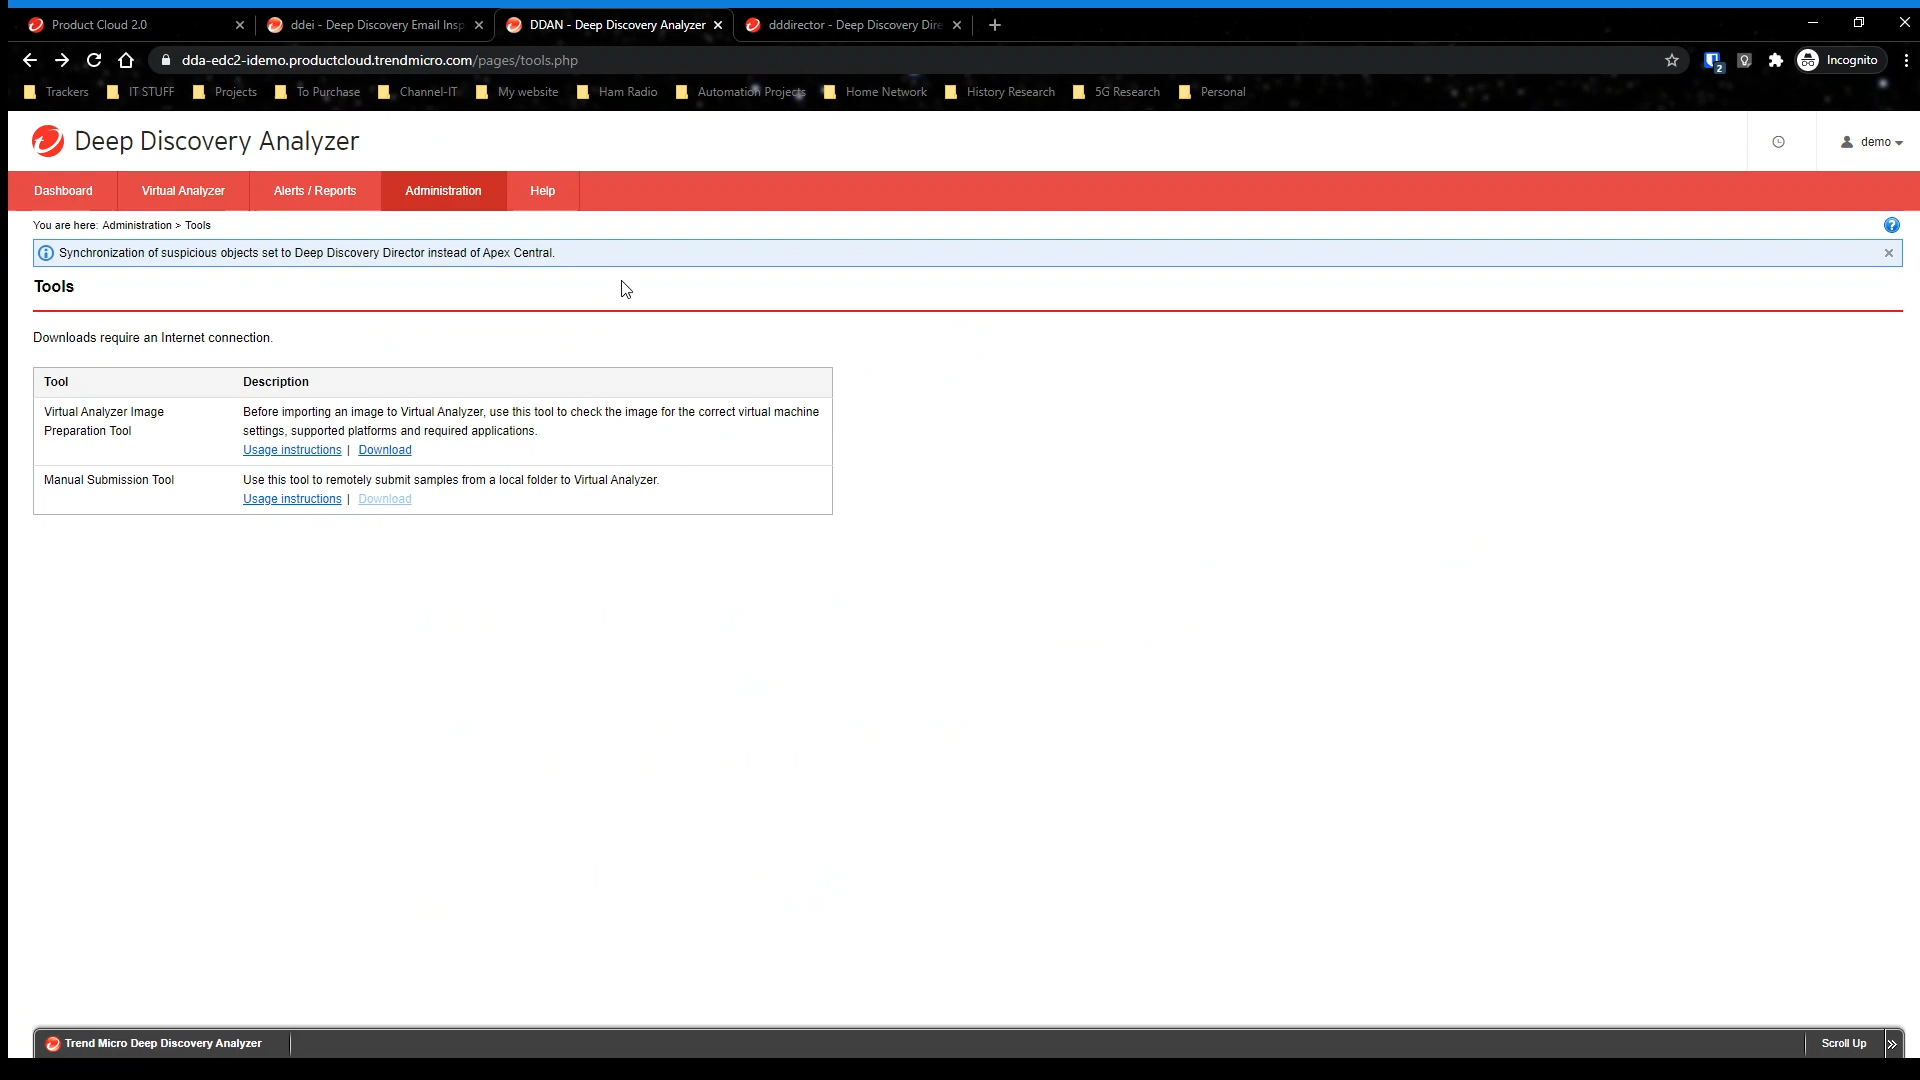 Product Cloud 2.0
ddei - Deep Discovery Email Insp
DDAN - Deep Discovery Analyzer
dddirector - Deep Discovery Dire
dda-edc2-idemo.productcloud.trendmicro.com/pages/tools.php
2
Incognito
Trackers
IT STUFF
Projects
To Purchase
Channel-IT
My website
Ham Radio
Automation Projects
Home Network
History Research
5G Research
Personal
Deep Discovery Analyzer
demo
Dashboard
Virtual Analyzer
Alerts / Reports
Administration
Help
You are here: Administration > Tools
?
Synchronization of suspicious objects set to Deep Discovery Director instead of Apex Central.
Tools
Downloads require an Internet connection.
Tool
Description
Virtual Analyzer Image
Preparation Tool
Before importing an image to Virtual Analyzer, use this tool to check the image for the correct virtual machine
settings, supported platforms and required applications.
Usage instructions | Download
Manual Submission Tool
Use this tool to remotely submit samples from a local folder to Virtual Analyzer.
Usage instructions | Download
Trend Micro Deep Discovery Analyzer
Scroll Up